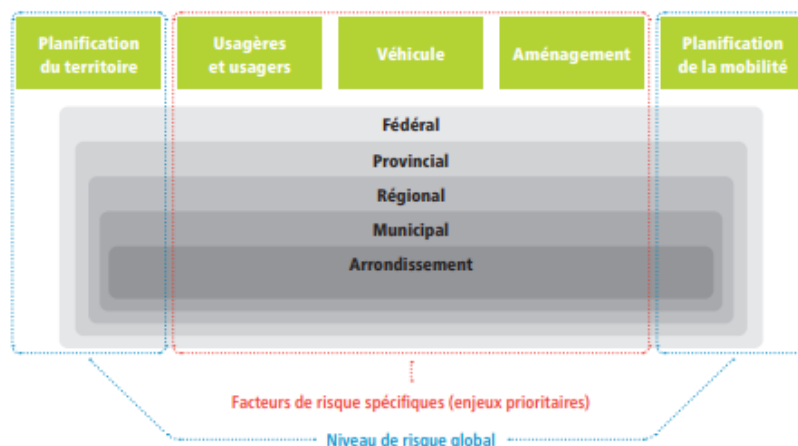 Planification
du territoire
Usagères
et usagers
Véhicule
Aménagement
Planification
de la mobilité
Fédéral
Provincial
Régional
Municipal
Arrondissement
Facteurs de risque spécifiques (enjeux prioritaires)
Niveau de risque global